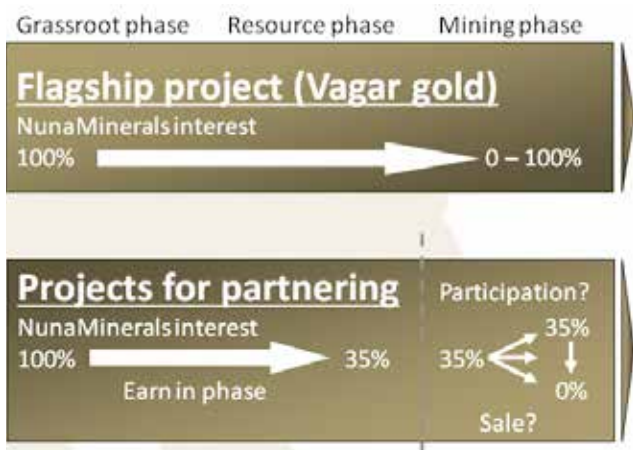 Grassroot phase Resource phase Mining phase
Flagship project (Vagar gold)
NunaMinerals interest
100% 0 – 100%
Projects for partnering
Participation?
NunaMinerals interest
35%
100% 35% 35%
0%
Earn in phase
Sale?